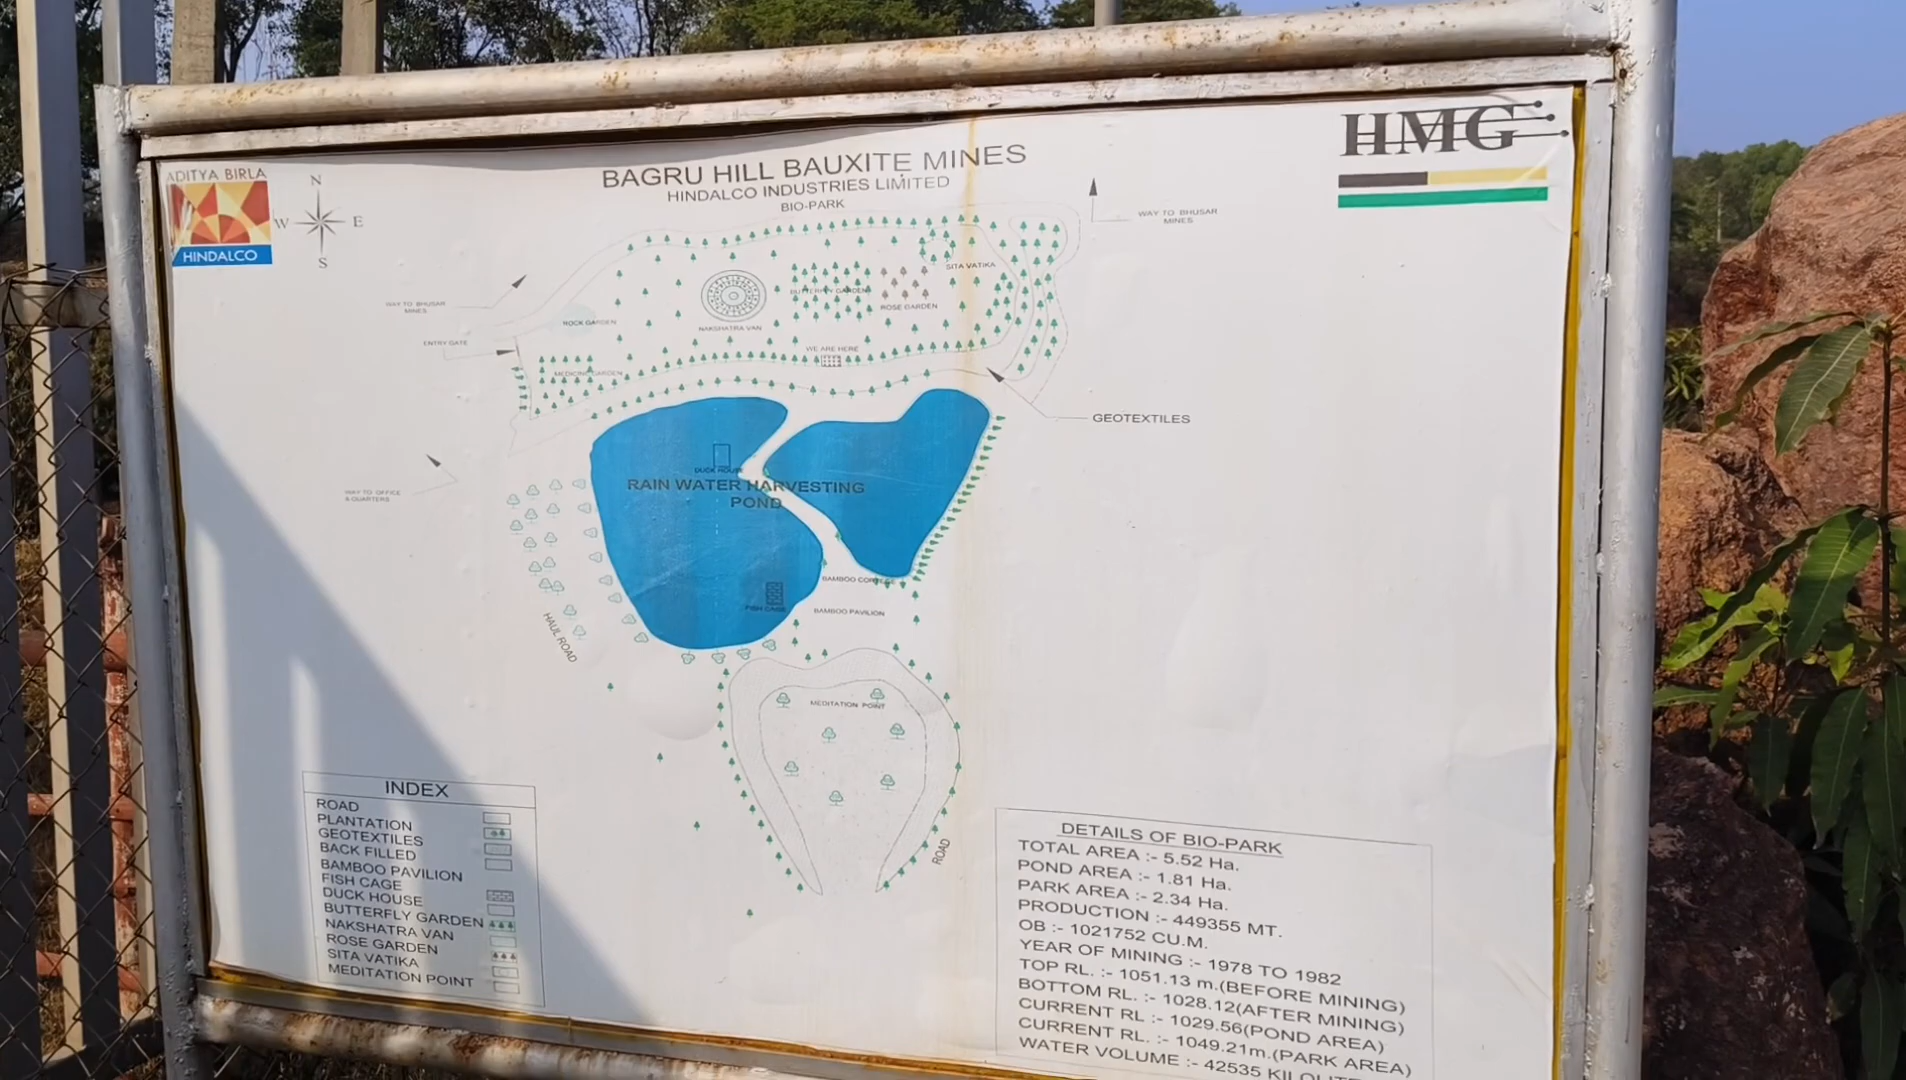 ADITYA BIRLA
HINDALCO
N
W
E
S
BAGRU HILL BAUXITE MINES
HINDALCO INDUSTRIES LIMITED
BIO-PARK
HMG
WAY TO BHUSAR
MINES
WAY TO BHUSAR
MINES
ENTRY GATE
ROCK GARDEN
NAKSHATRA VAN
BUTTERFLY GARDEN
ROSE GARDEN
SITA VATIKA
WE ARE HERE
MEDICINE GARDEN
GEOTEXTILES
WAY TO OFFICE
& QUARTERS
DUCK HOUSE
RAIN WATER HARVESTING
POND
FISH CAGE
BAMBOO
BAMBOO PAVILION
HAUL ROAD
MEDITATION POINT
ROAD
INDEX
ROAD
PLANTATION
GEOTEXTILES
BACK FILLED
BAMBOO PAVILION
FISH CAGE
DUCK HOUSE
BUTTERFLY GARDEN
NAKSHATRA VAN
ROSE GARDEN
SITA VATIKA
MEDITATION POINT
DETAILS OF BIO-PARK
TOTAL AREA :- 5.52 Ha.
POND AREA :- 1.81 Ha.
PARK AREA :- 2.34 Ha.
PRODUCTION :- 449355 MT.
OB :- 1021752 CU.M.
YEAR OF MINING :- 1978 TO 1982
TOP RL. :- 1051.13 m.(BEFORE MINING)
BOTTOM RL. :- 1028.12(AFTER MINING)
CURRENT RL :- 1029.56(POND AREA)
CURRENT RL. :- 1049.21m.(PARK AREA)
WATER VOLUME :- 42535